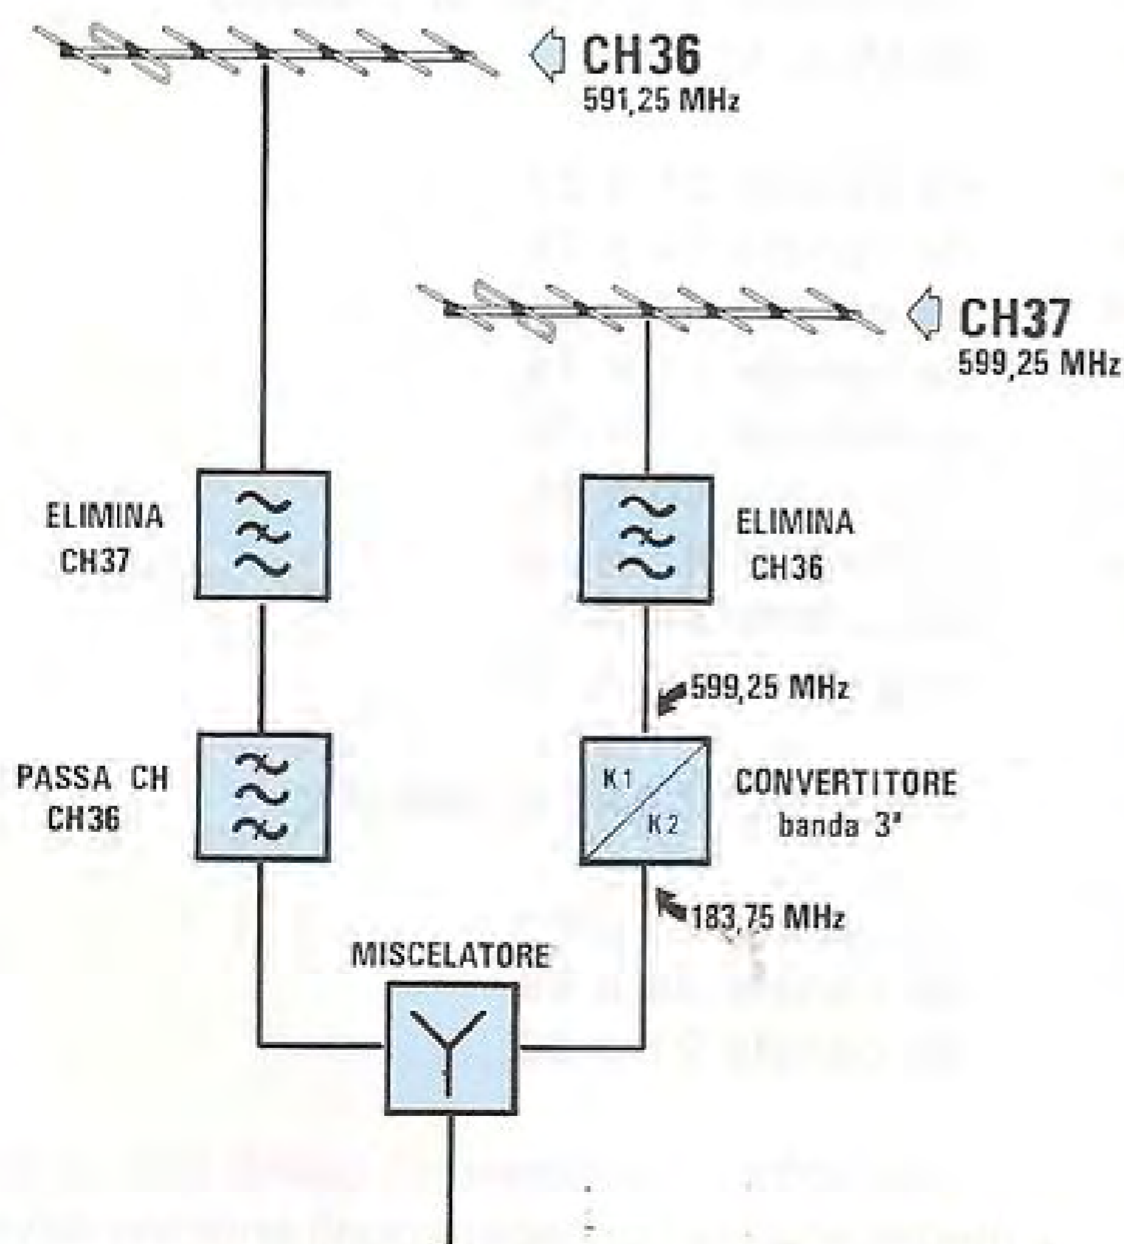 CH36
591,25 MHz
CH37
599,25 MHz
ELIMINA
CH37
ELIMINA
CH36
599,25 MHz
PASSA CH
CH36
K1
K2
CONVERTITORE
banda 3ª
183,75 MHz
MISCELATORE